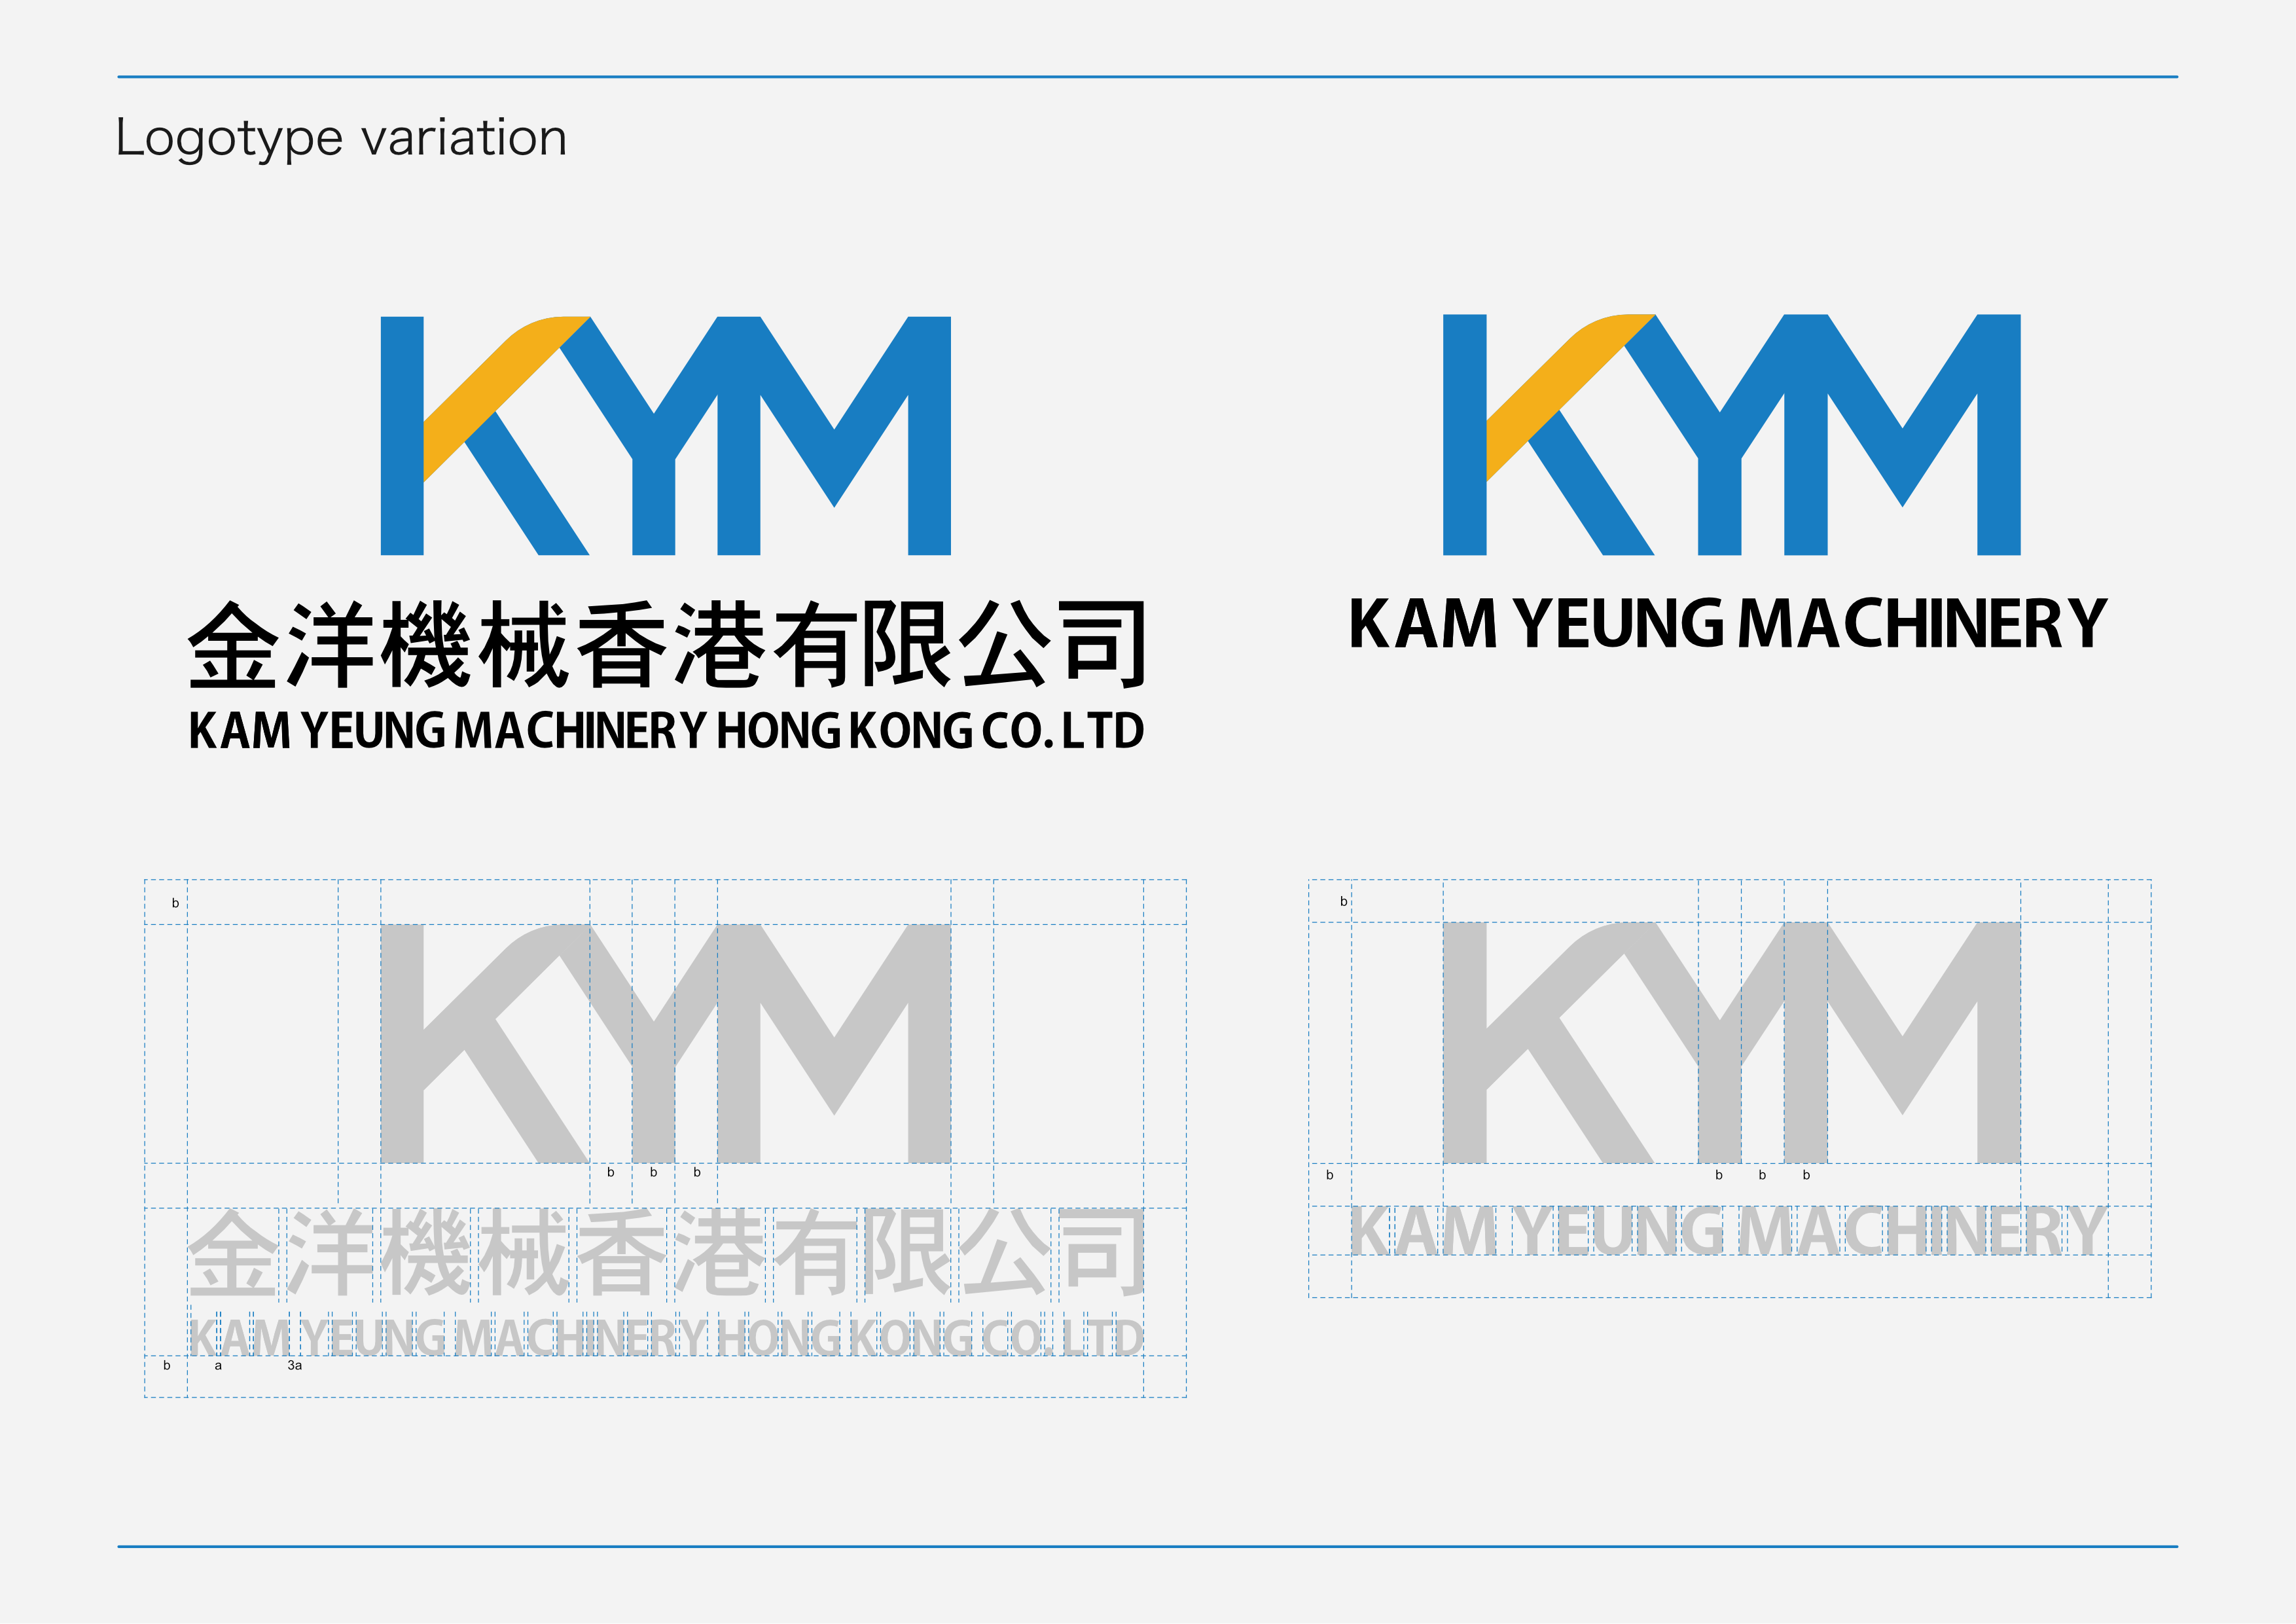 Logotype variation
KYM
金洋機械香港有限公司
KAM YEUNG MACHINERY HONG KONG CO. LTD
KYM
KAM YEUNG MACHINERY
b
KYM
b b b
金洋機械香港有限公司
KAM YEUNG MACHINERY HONG KONG CO. LTD
b a 3a
b
KYM
b b b b
KAM YEUNG MACHINERY